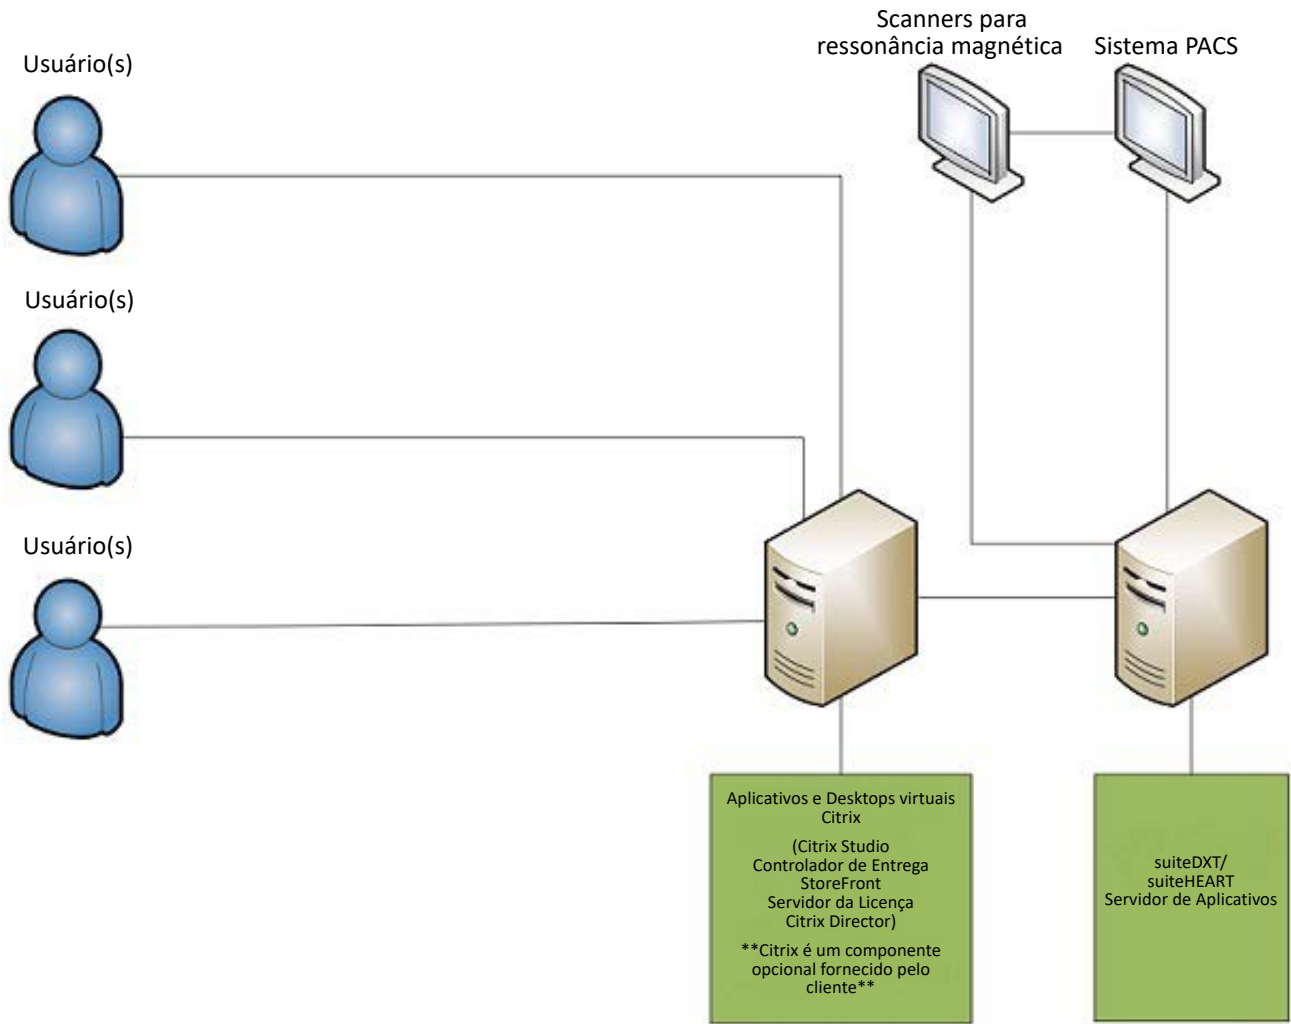 Scanners para
ressonância magnética
Sistema PACS
Usuário(s)
Usuário(s)
Usuário(s)
Aplicativos e Desktops virtuais
Citrix
(Citrix Studio
Controlador de Entrega
StoreFront
Servidor da Licença
Citrix Director)
**Citrix é um componente
opcional fornecido pelo
cliente**
suiteDXT/
suiteHEART
Servidor de Aplicativos